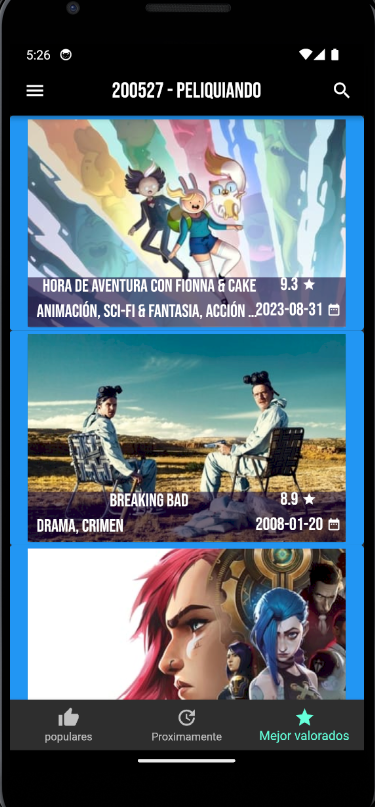 5:26
200527 - PELIQUIANDO
HORA DE AVENTURA CON FIONNA & CAKE 9.3
ANIMACIÓN, SCI-FI & FANTASIA, ACCIÓN ... 2023-08-31
BREAKING BAD 8.9
DRAMA, CRIMEN 2008-01-20
populares Proximamente Mejor valorados